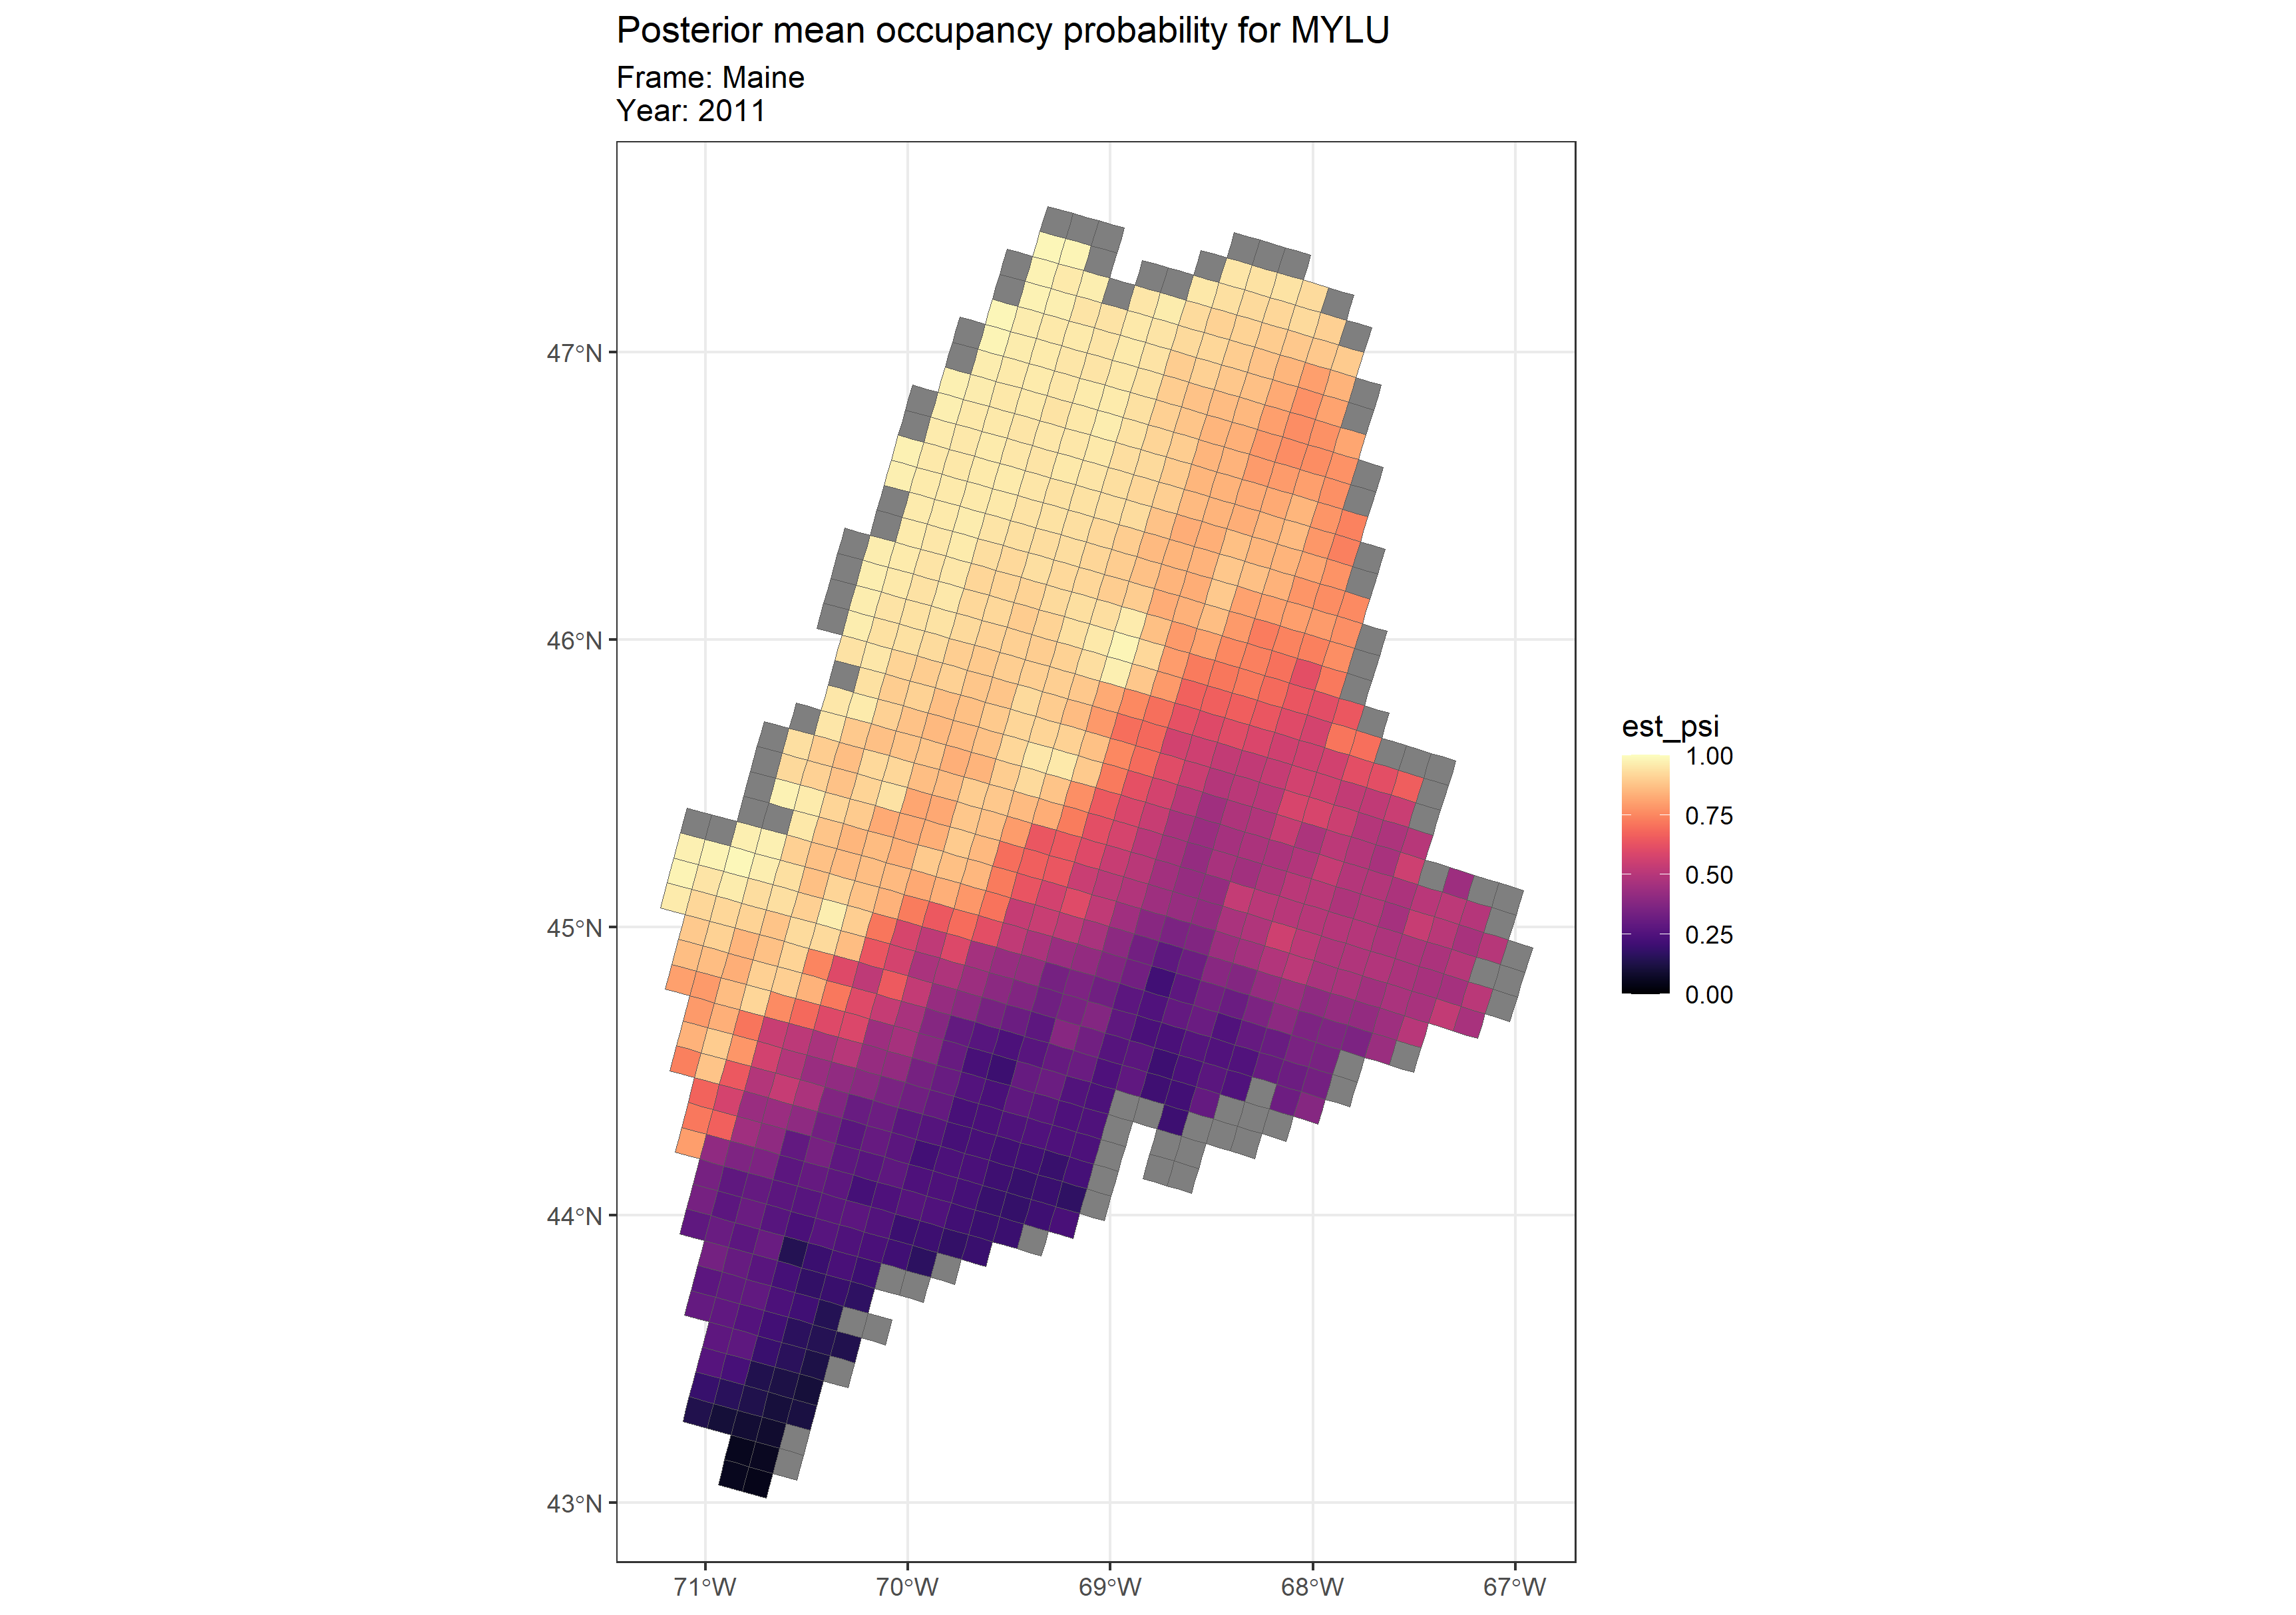 Posterior mean occupancy probability for MYLU
Frame: Maine
Year: 2011
47°N
46°N
45°N
44°N
43°N
71°W
70°W
69°W
68°W
67°W
est_psi
1.00
0.75
0.50
0.25
0.00